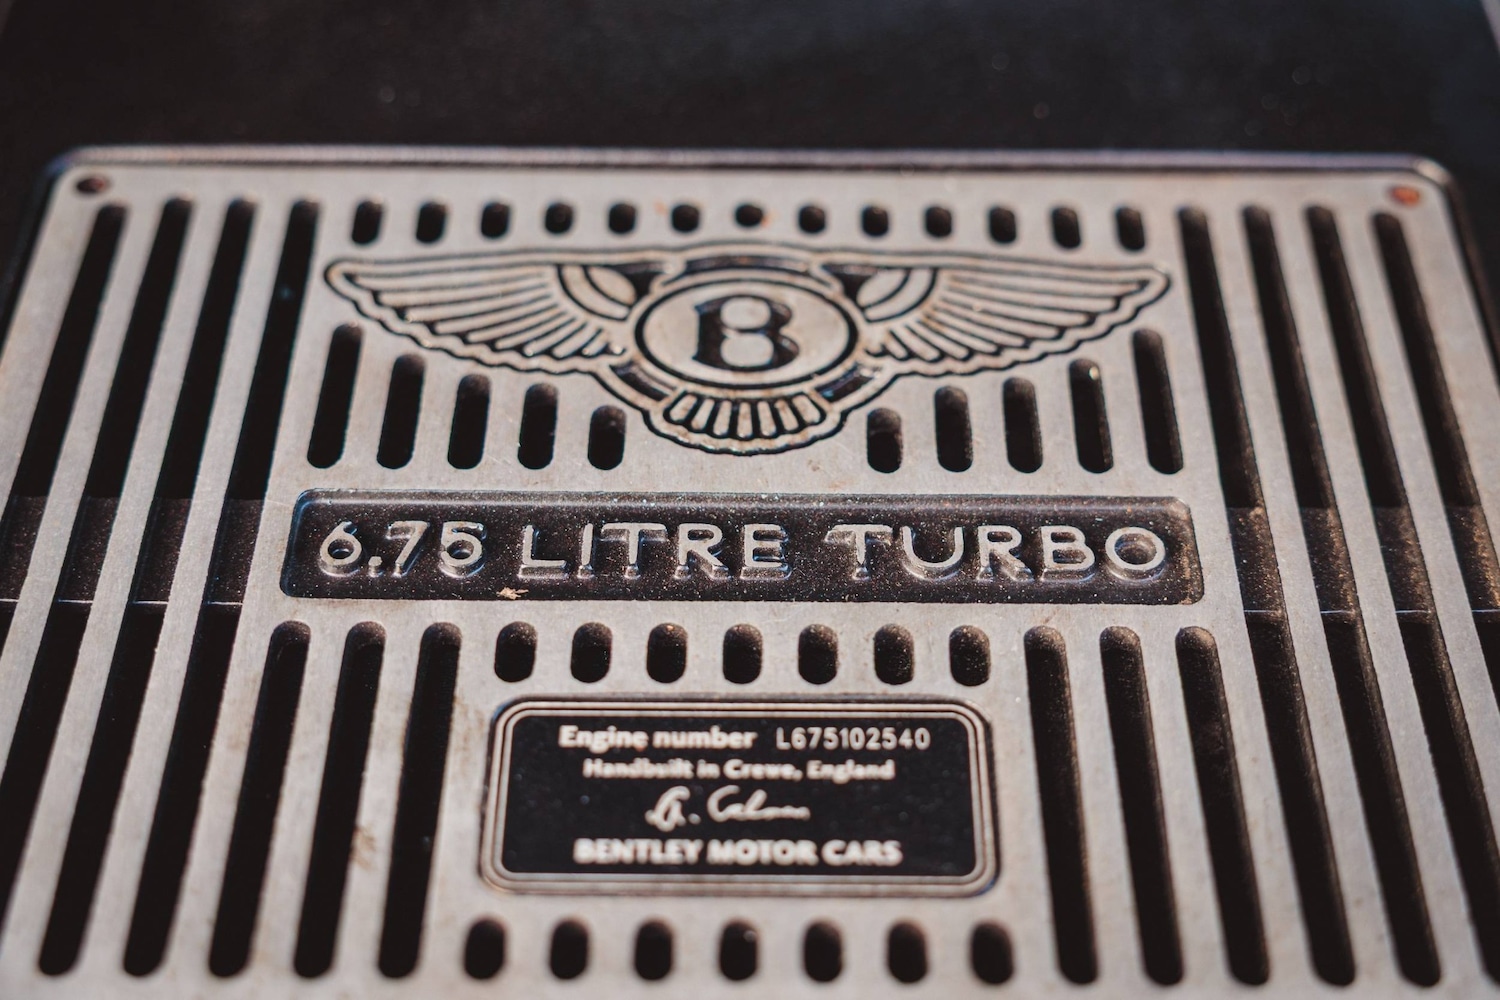 B
6.75 LITRE TURBO
Engine number L675102540
Handbuilt in Crewe, England
BENTLEY MOTOR CARS